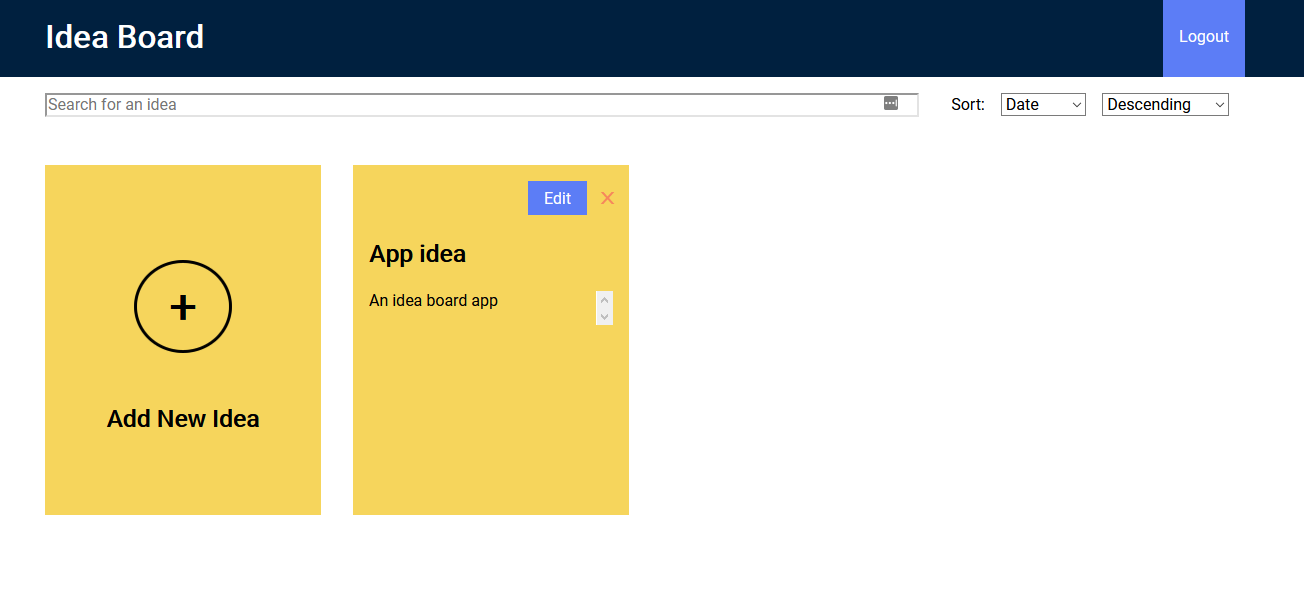 Idea Board
Logout
Search for an idea
Sort:
Date
Descending
Edit
App idea
An idea board app
+
Add New Idea